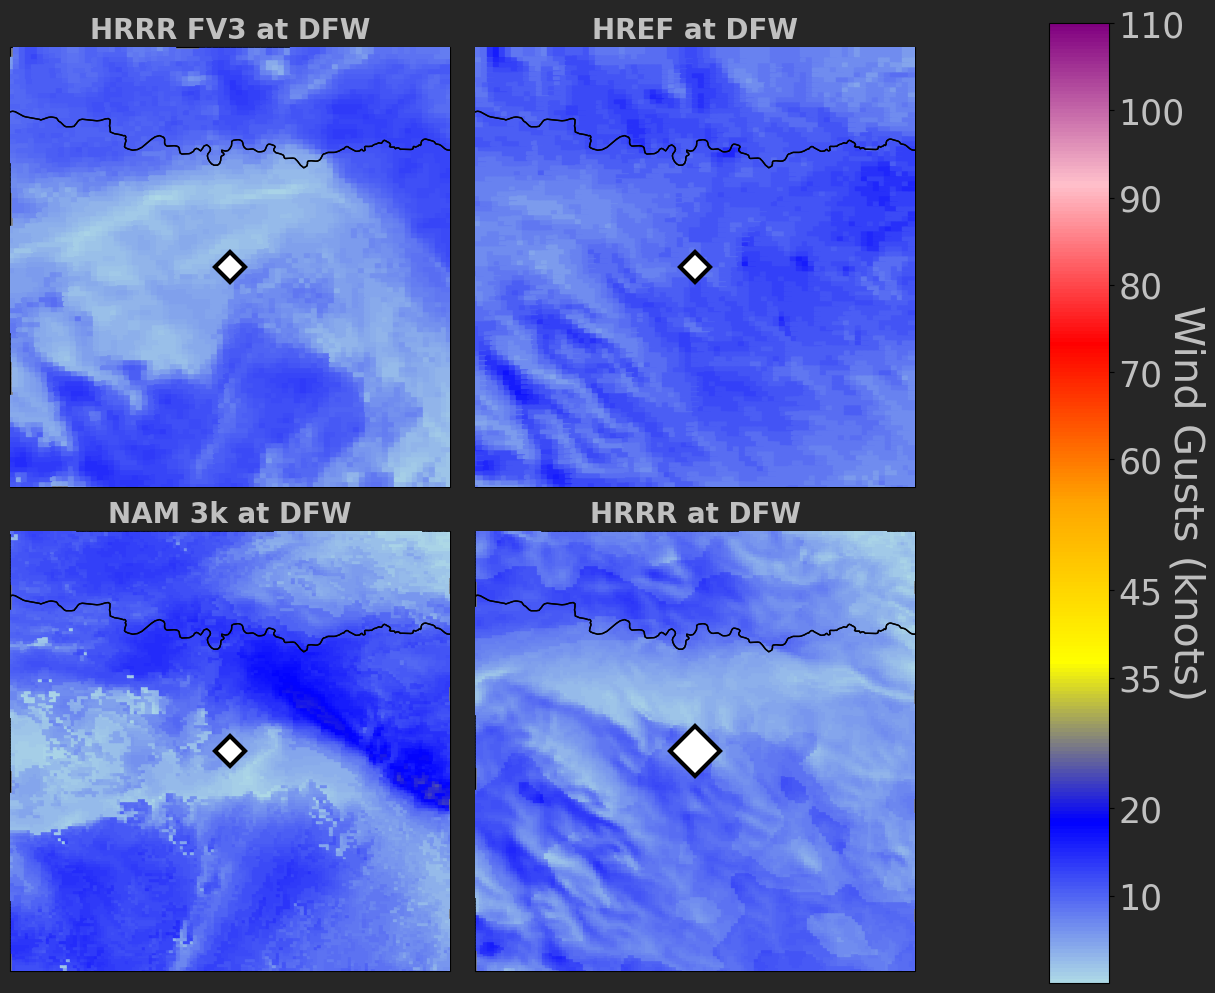 HRRR FV3 at DFW
HREF at DFW
NAM 3k at DFW
HRRR at DFW
110
100
90
80
70
60
45
35
20
10
Wind Gusts (knots)